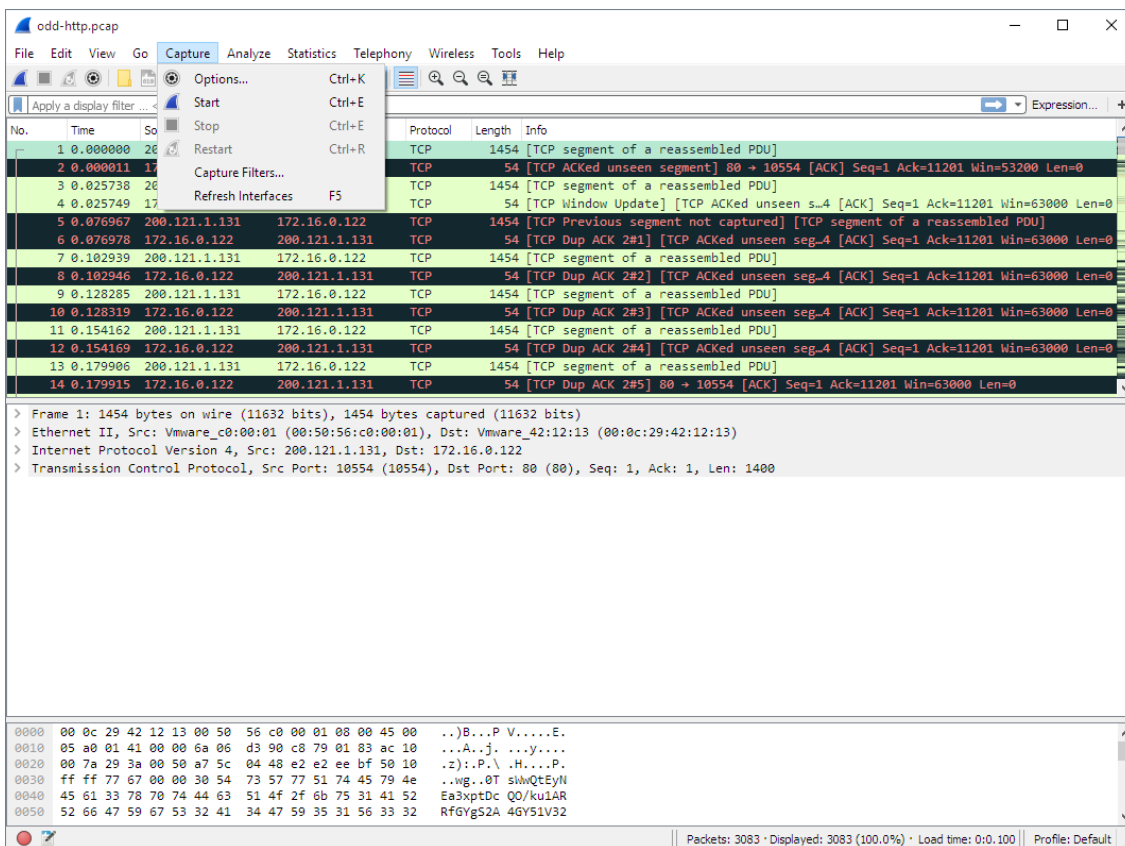 odd-http.pcap
File Edit View Go Capture Analyze Statistics Telephony Wireless Tools Help
Options... Ctrl+K
Start Ctrl+E
Stop Ctrl+E
Restart Ctrl+R
Capture Filters...
Refresh Interfaces F5
Apply a display filter ... Expression... +
No. Time So Protocol Length Info
1 0.000000 20 TCP 1454 [TCP segment of a reassembled PDU]
2 0.000011 17 TCP 54 [TCP ACKed unseen segment] 80 → 10554 [ACK] Seq=1 Ack=11201 Win=53200 Len=0
3 0.025738 20 TCP 1454 [TCP segment of a reassembled PDU]
4 0.025749 17 TCP 54 [TCP Window Update] [TCP ACKed unseen s…4 [ACK] Seq=1 Ack=11201 Win=63000 Len=0
5 0.076967 200.121.1.131 172.16.0.122 TCP 1454 [TCP Previous segment not captured] [TCP segment of a reassembled PDU]
6 0.076978 172.16.0.122 200.121.1.131 TCP 54 [TCP Dup ACK 2#1] [TCP ACKed unseen seg…4 [ACK] Seq=1 Ack=11201 Win=63000 Len=0
7 0.102939 200.121.1.131 172.16.0.122 TCP 1454 [TCP segment of a reassembled PDU]
8 0.102946 172.16.0.122 200.121.1.131 TCP 54 [TCP Dup ACK 2#2] [TCP ACKed unseen seg…4 [ACK] Seq=1 Ack=11201 Win=63000 Len=0
9 0.128285 200.121.1.131 172.16.0.122 TCP 1454 [TCP segment of a reassembled PDU]
10 0.128319 172.16.0.122 200.121.1.131 TCP 54 [TCP Dup ACK 2#3] [TCP ACKed unseen seg…4 [ACK] Seq=1 Ack=11201 Win=63000 Len=0
11 0.154162 200.121.1.131 172.16.0.122 TCP 1454 [TCP segment of a reassembled PDU]
12 0.154169 172.16.0.122 200.121.1.131 TCP 54 [TCP Dup ACK 2#4] [TCP ACKed unseen seg…4 [ACK] Seq=1 Ack=11201 Win=63000 Len=0
13 0.179906 200.121.1.131 172.16.0.122 TCP 1454 [TCP segment of a reassembled PDU]
14 0.179915 172.16.0.122 200.121.1.131 TCP 54 [TCP Dup ACK 2#5] 80 → 10554 [ACK] Seq=1 Ack=11201 Win=63000 Len=0
> Frame 1: 1454 bytes on wire (11632 bits), 1454 bytes captured (11632 bits)
> Ethernet II, Src: Vmware_c0:00:01 (00:50:56:c0:00:01), Dst: Vmware_42:12:13 (00:0c:29:42:12:13)
> Internet Protocol Version 4, Src: 200.121.1.131, Dst: 172.16.0.122
> Transmission Control Protocol, Src Port: 10554 (10554), Dst Port: 80 (80), Seq: 1, Ack: 1, Len: 1400
0000 00 0c 29 42 12 13 00 50 56 c0 00 01 08 00 45 00 ..)B...P V.....E.
0010 05 a0 01 41 00 00 6a 06 d3 90 c8 79 01 83 ac 10 ...A..j. ...y....
0020 00 7a 29 3a 00 50 a7 5c 04 48 e2 e2 ee bf 50 10 .z):.P.\ .H....P.
0030 ff ff 77 67 00 00 30 54 73 57 77 51 74 45 79 4e ..wg..0T sWwQtEyN
0040 45 61 33 78 70 74 44 63 51 4f 2f 6b 75 31 41 52 Ea3xptDc QO/ku1AR
0050 52 66 47 59 67 53 32 41 34 47 59 35 31 56 33 32 RfGYgS2A 4GY51V32
Packets: 3083 · Displayed: 3083 (100.0%) · Load time: 0:0.100 Profile: Default